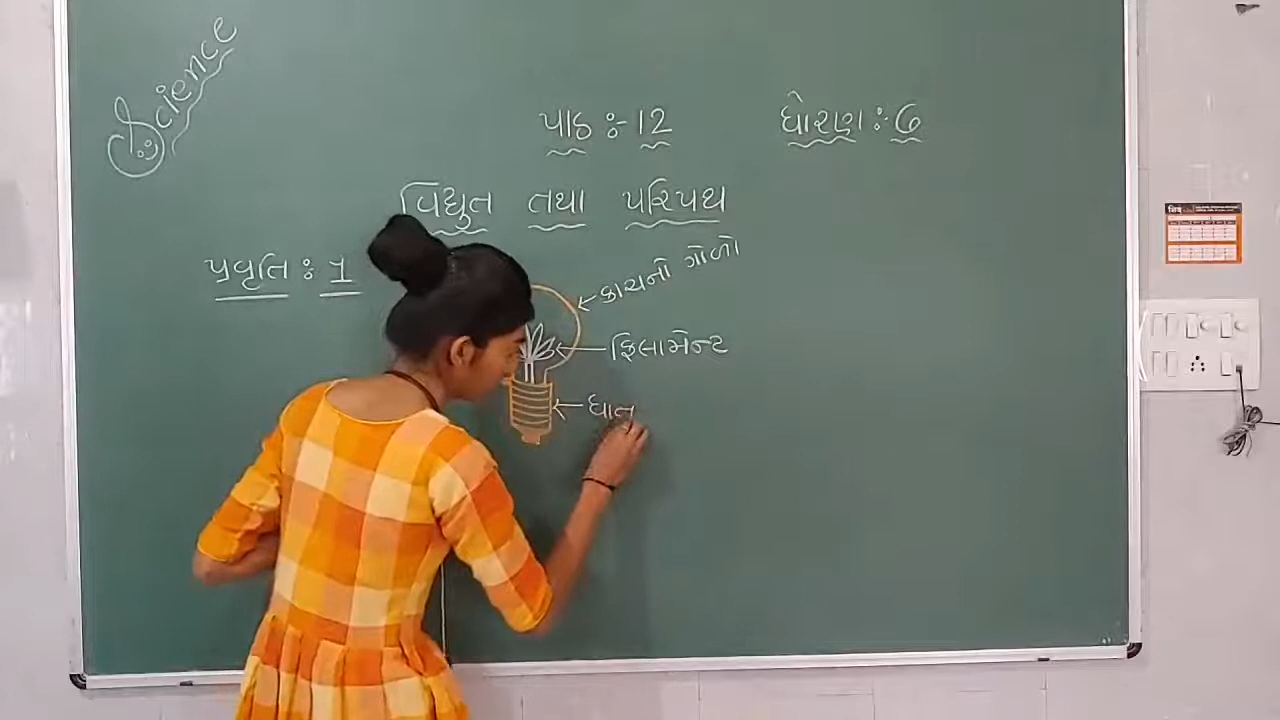 Science
પાઠ :- 12 ધોરણ :- 6
વિદ્યુત તથા પરિપથ
પ્રવૃતિ : 1
કાચનો ગોળો
ફિલામેન્ટ
ધાતુ